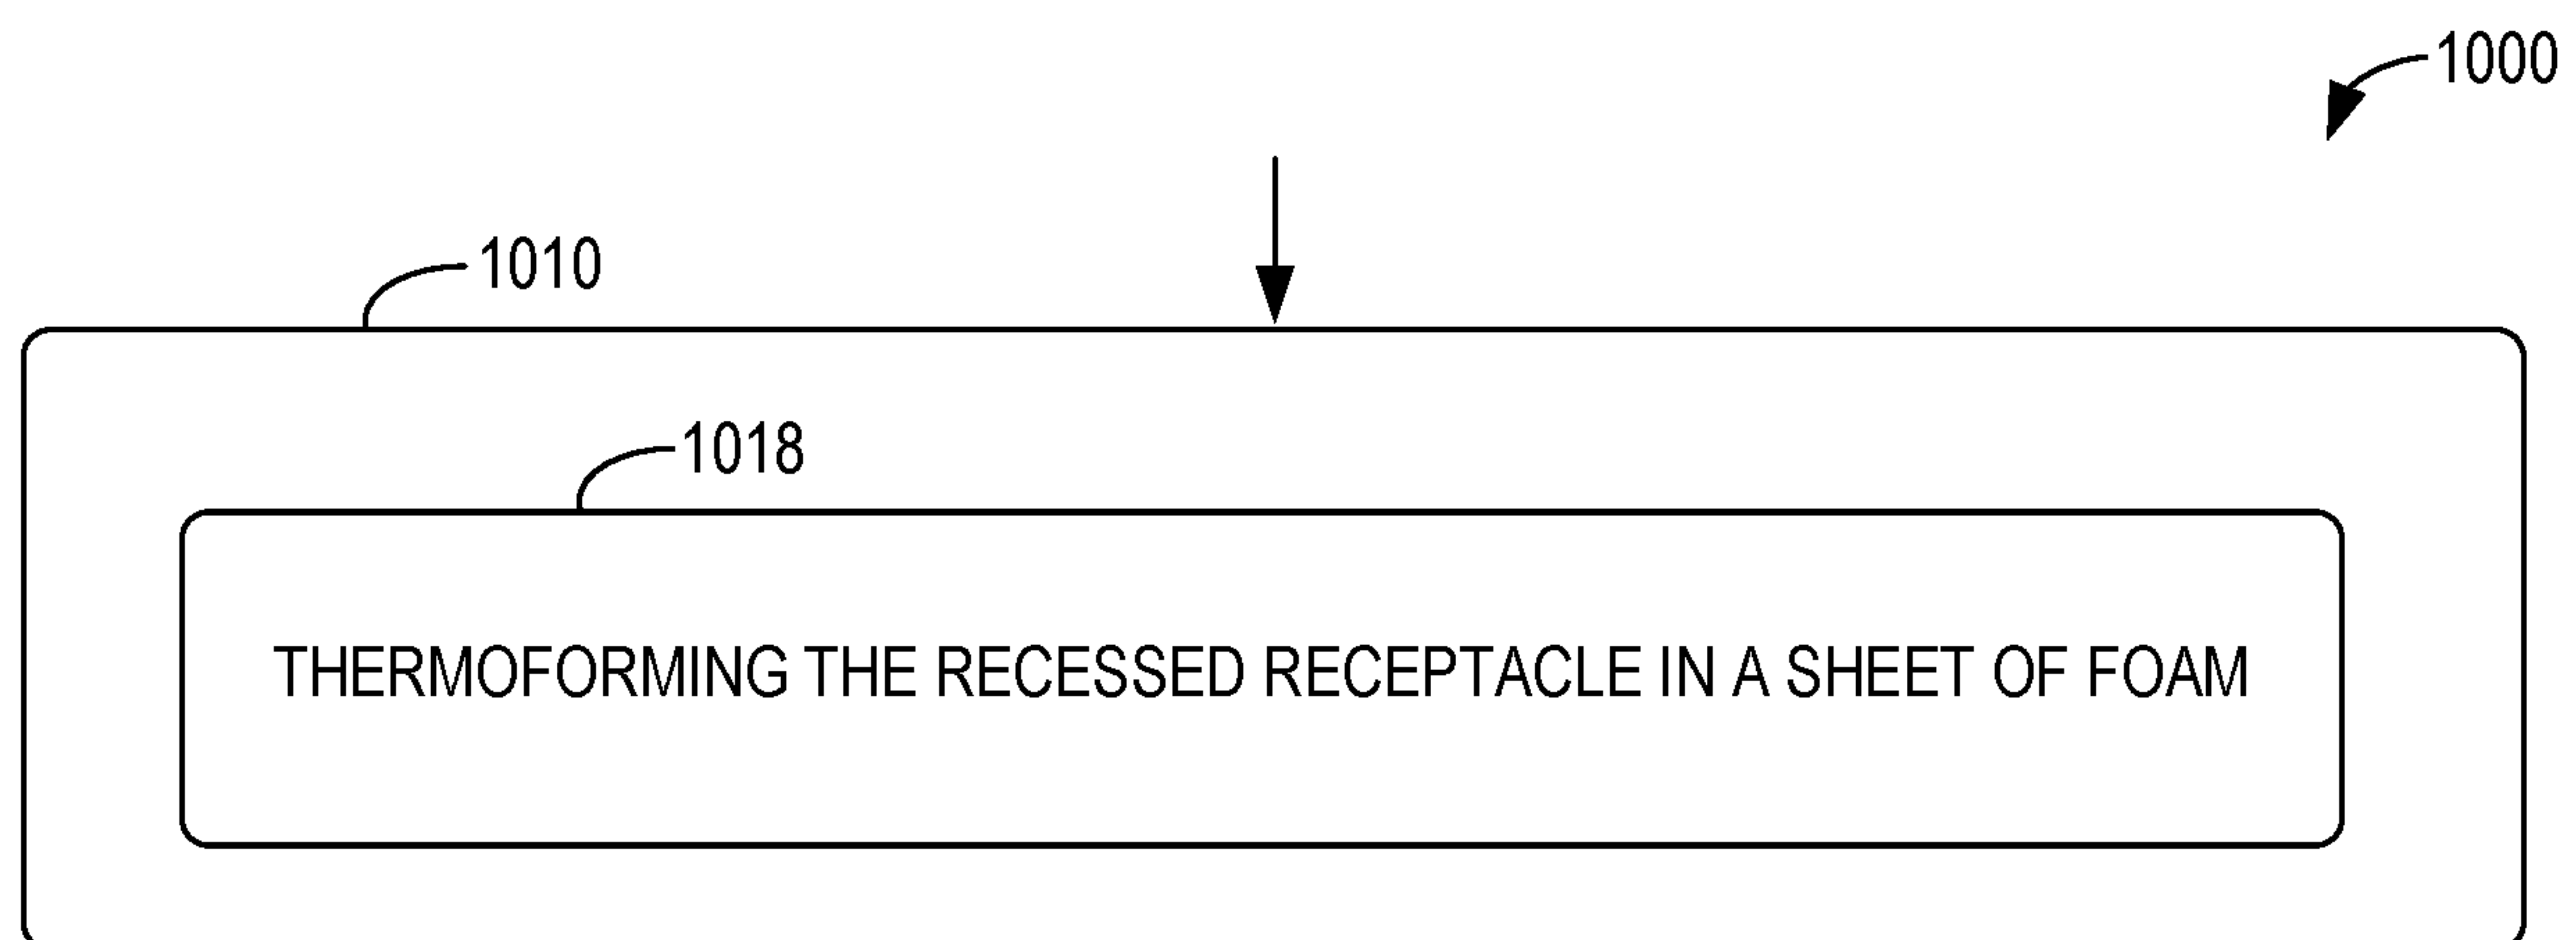 1000
1010
1018
THERMOFORMING THE RECESSED RECEPTACLE IN A SHEET OF FOAM